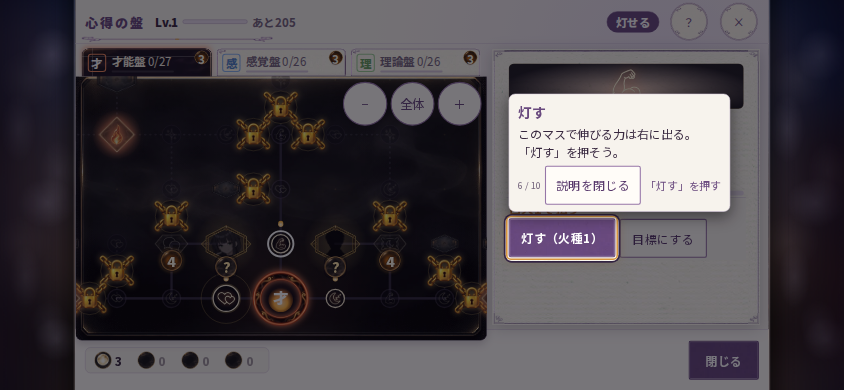 心得の盤 Lv.1 あと205
灯せる ? ×
才 才能盤 0/27 3
感 感覚盤 0/26 3
理 理論盤 0/26 3
− 全体 +
4 4
? ?
才
3 0 0 0
灯す
このマスで伸びる力は右に出る。
「灯す」を押そう。
6 / 10 説明を閉じる 「灯す」を押す
灯す（火種1） 目標にする
閉じる